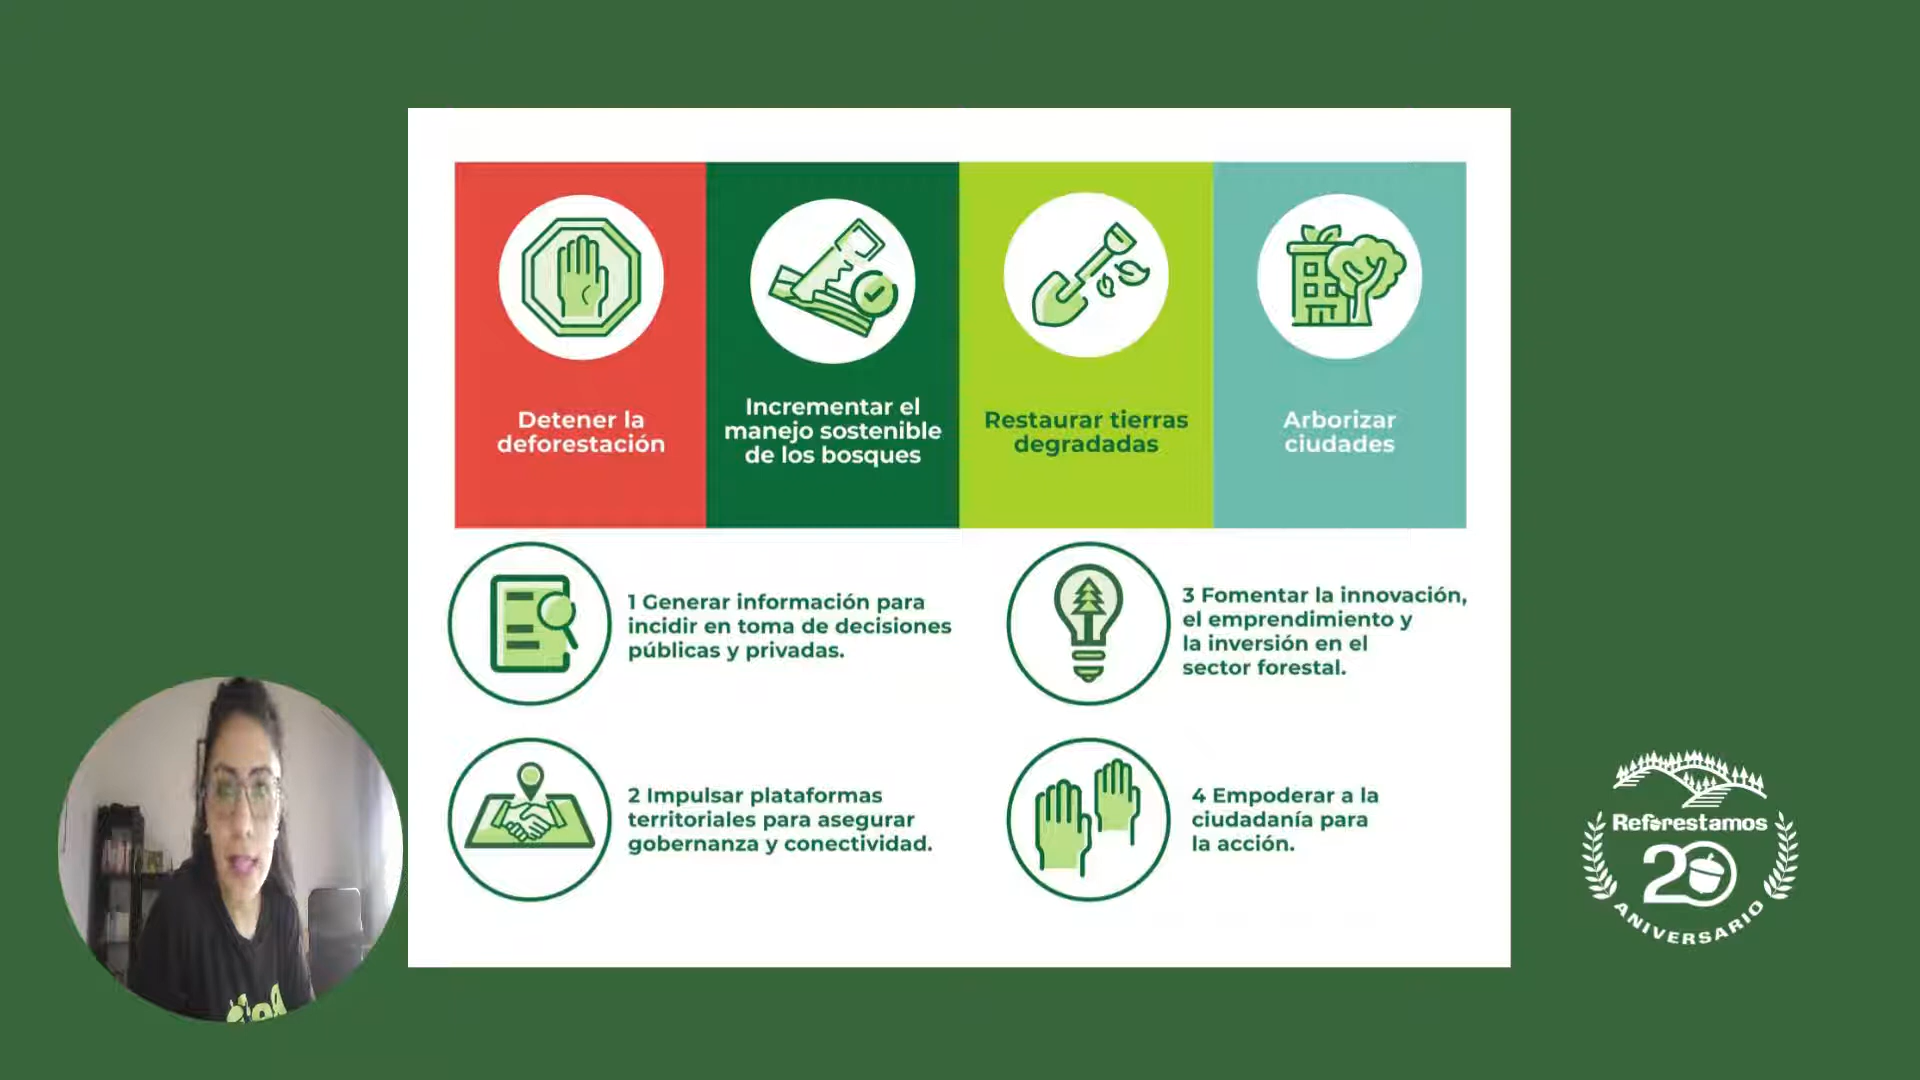 Detener la
deforestación
Incrementar el
manejo sostenible
de los bosques
Restaurar tierras
degradadas
Arborizar
ciudades
1 Generar información para
incidir en toma de decisiones
públicas y privadas.
2 Impulsar plataformas
territoriales para asegurar
gobernanza y conectividad.
3 Fomentar la innovación,
el emprendimiento y
la inversión en el
sector forestal.
4 Empoderar a la
ciudadanía para
la acción.
Reforestamos
20
ANIVERSARIO